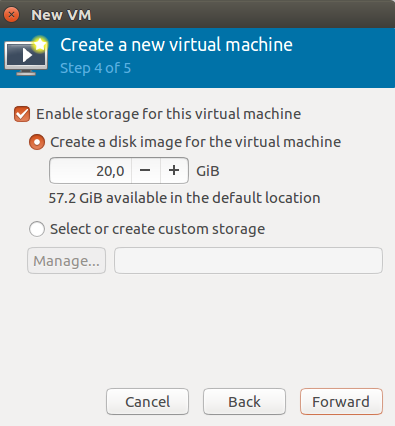 New VM
Create a new virtual machine
Step 4 of 5
Enable storage for this virtual machine
Create a disk image for the virtual machine
20,0 − + GiB
57.2 GiB available in the default location
Select or create custom storage
Manage...
Cancel Back Forward